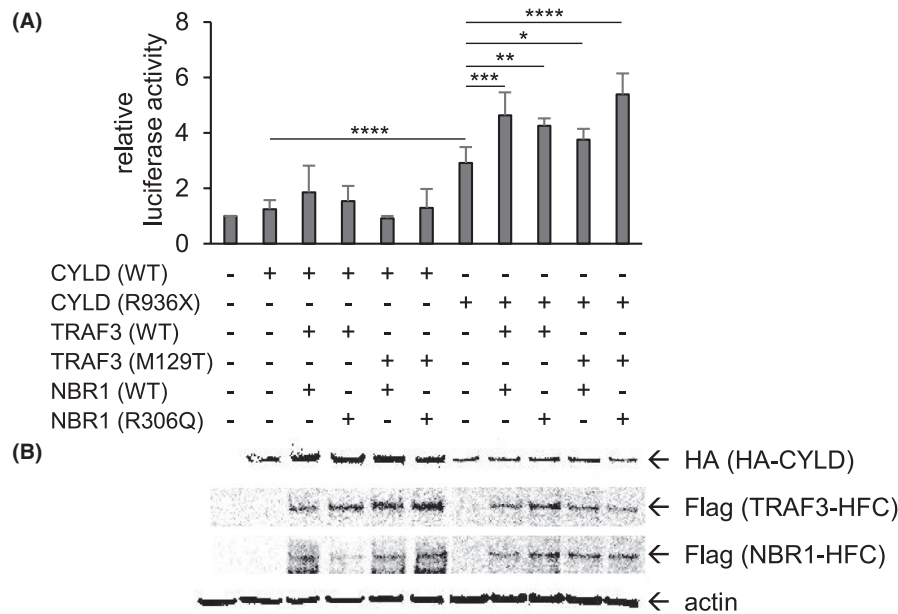 (A)
8
6
4
2
0
relative
luciferase activity
****
*
**
***
****
CYLD (WT) - + + + + + - - - - -
CYLD (R936X) - - - - - - + + + + +
TRAF3 (WT) - - + + - - - + + - -
TRAF3 (M129T) - - - - + + - - - + +
NBR1 (WT) - - + - + - - + - + -
NBR1 (R306Q) - - - + - + - - + - +
(B)
← HA (HA-CYLD)
← Flag (TRAF3-HFC)
← Flag (NBR1-HFC)
← actin